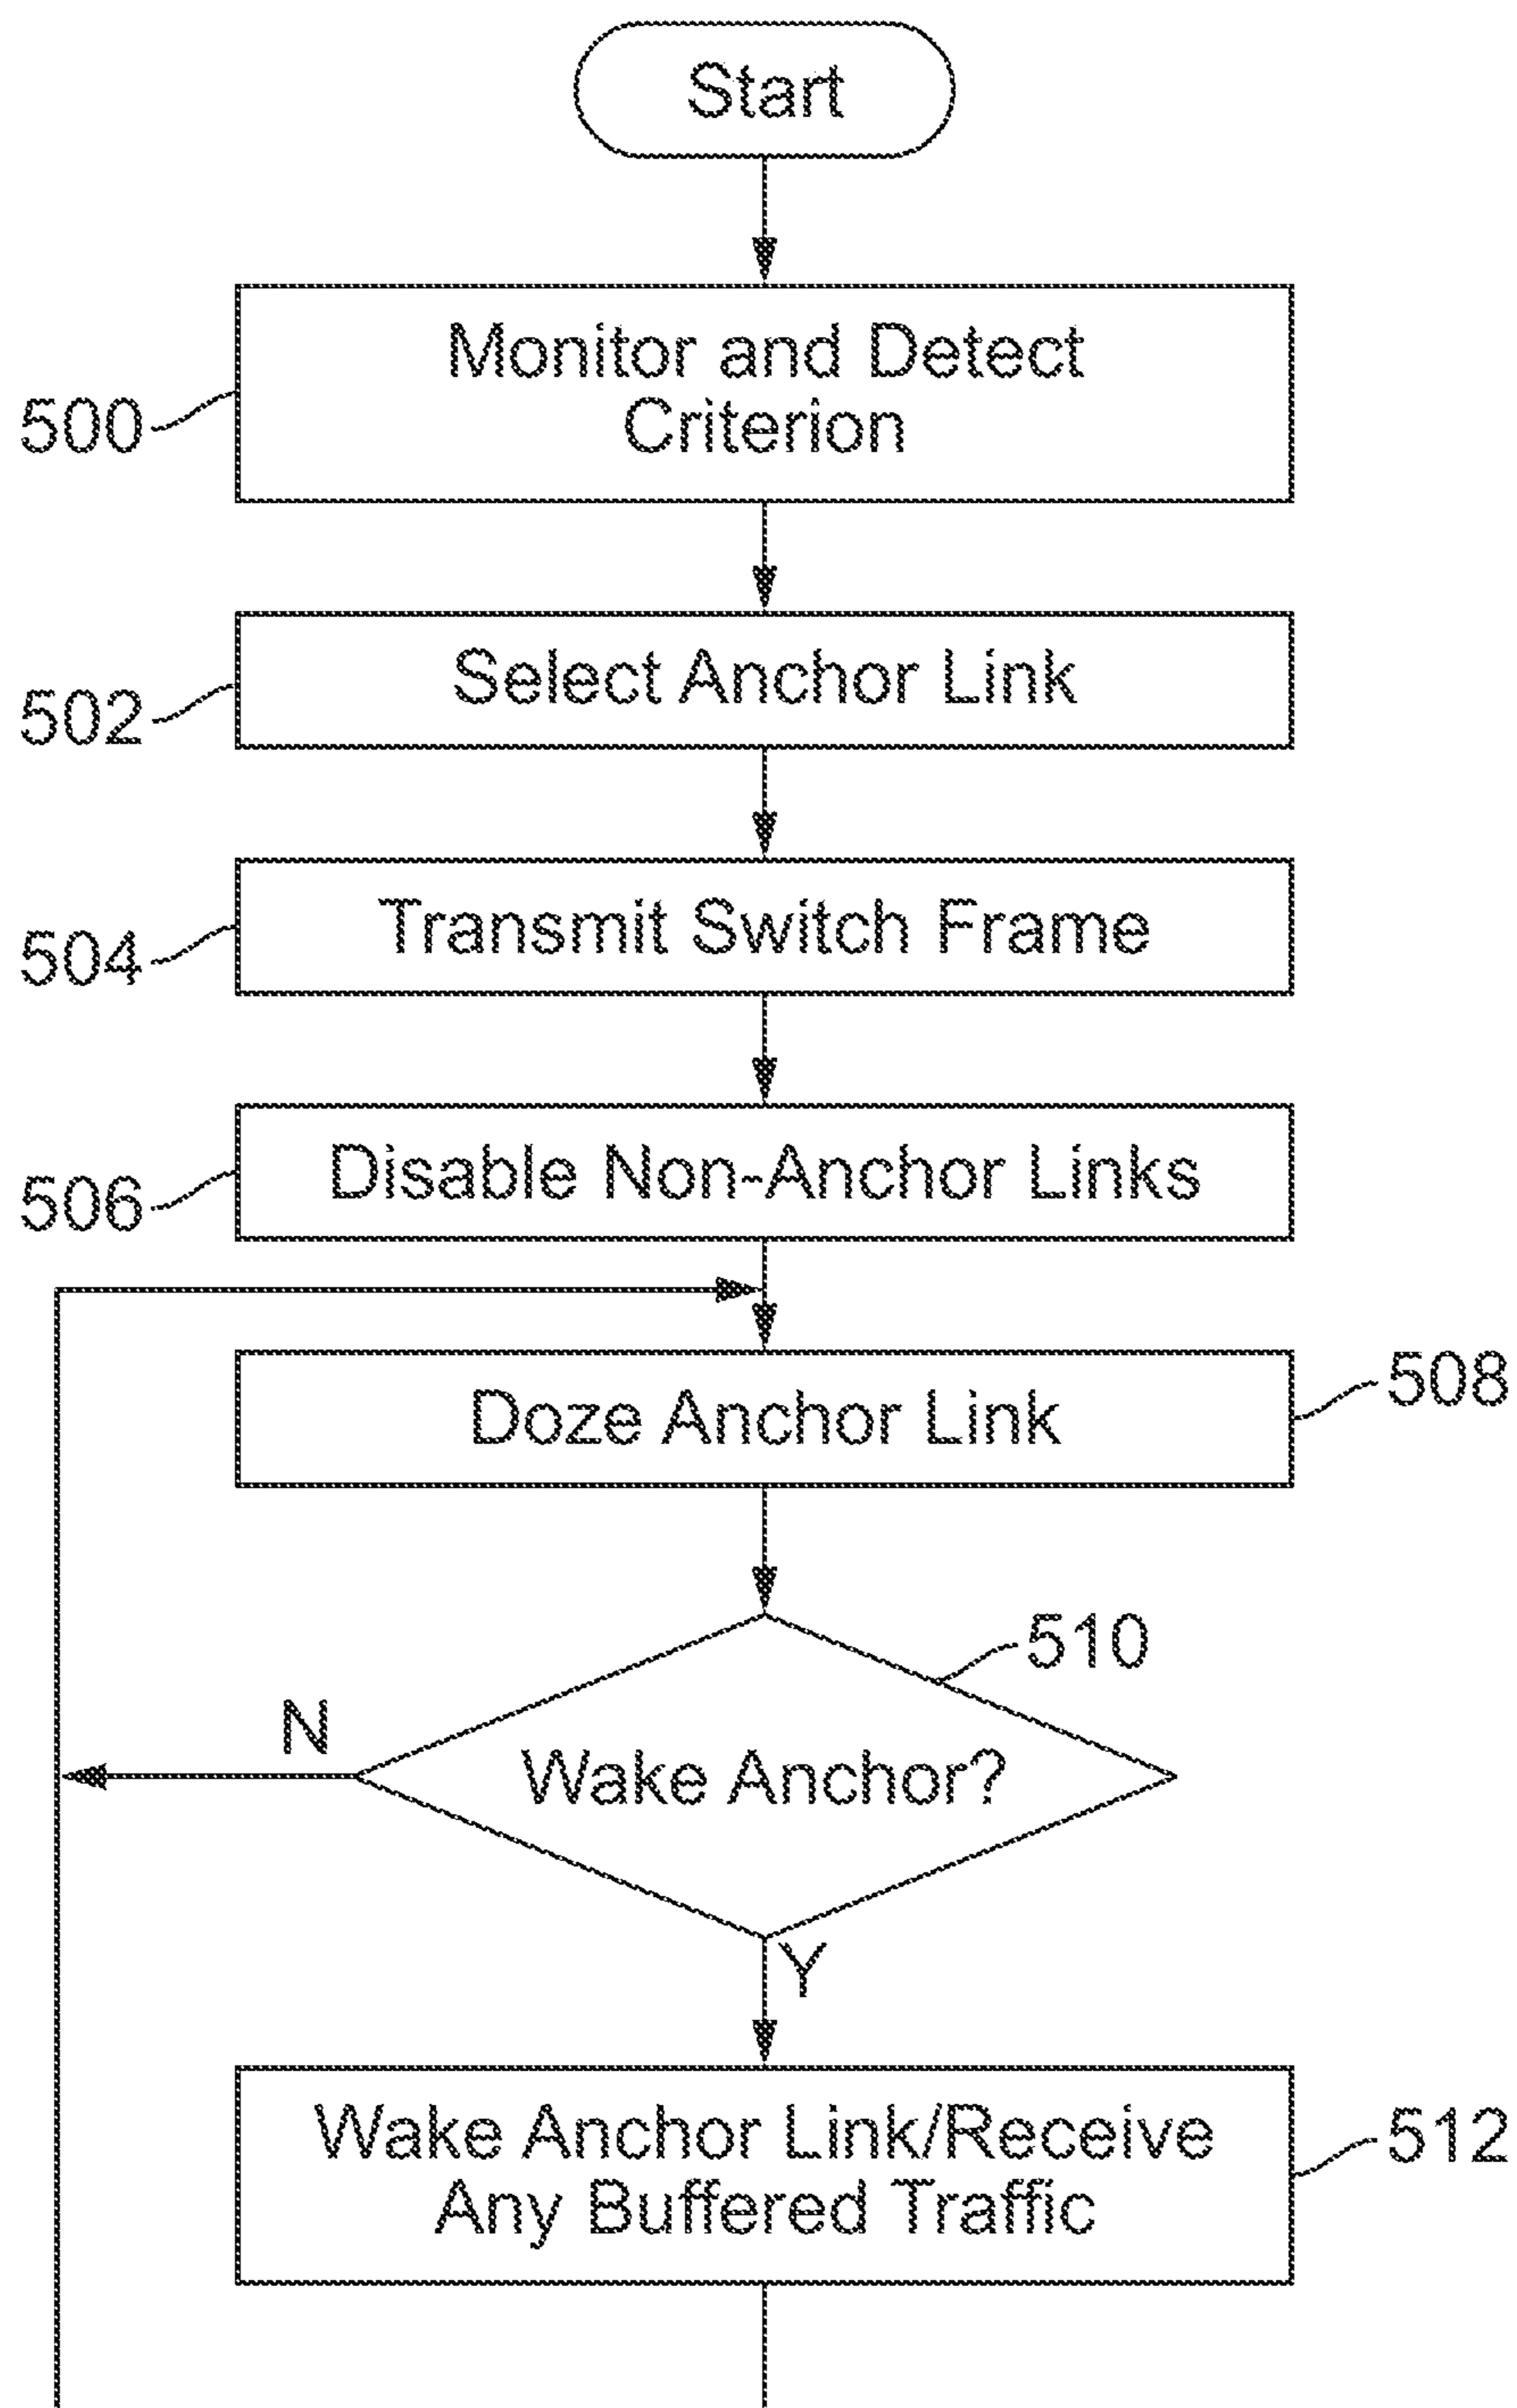 Start
Monitor and Detect
Criterion
500
Select Anchor Link
502
Transmit Switch Frame
504
Disable Non-Anchor Links
506
Doze Anchor Link
508
510
N
Wake Anchor?
Y
Wake Anchor Link/Receive
Any Buffered Traffic
512